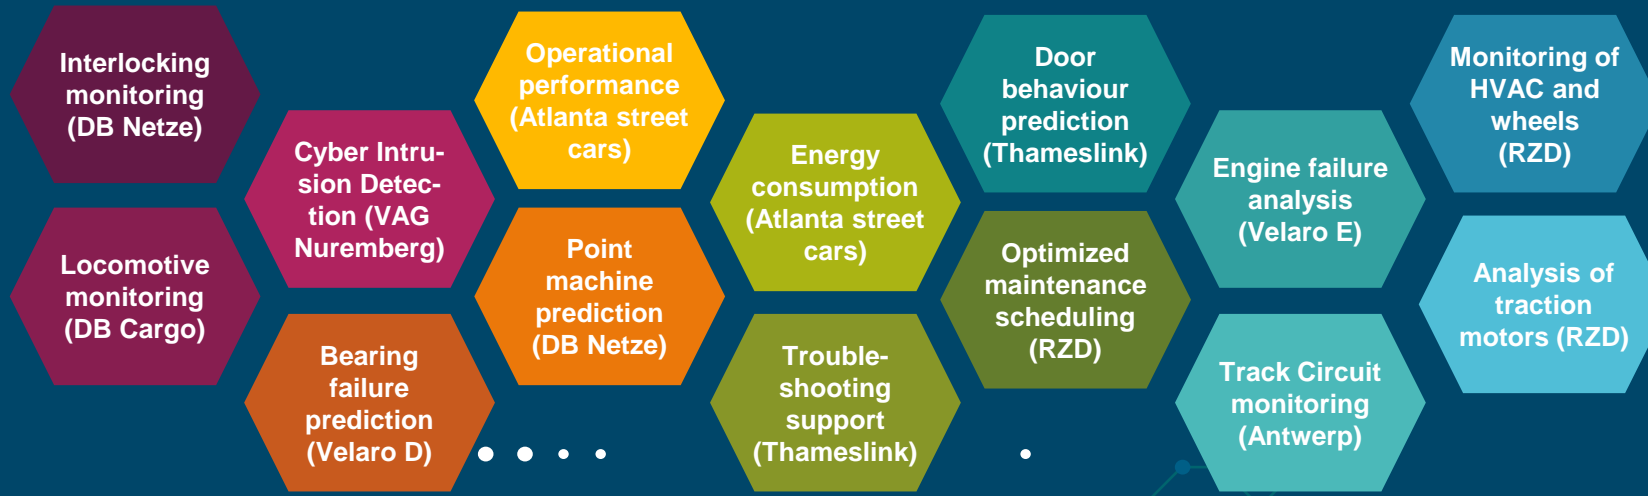 Interlocking
monitoring
(DB Netze)
Locomotive
monitoring
(DB Cargo)
Cyber Intru-
sion Detec-
tion (VAG
Nuremberg)
Bearing
failure
prediction
(Velaro D)
Operational
performance
(Atlanta street
cars)
Point
machine
prediction
(DB Netze)
Energy
consumption
(Atlanta street
cars)
Trouble-
shooting
support
(Thameslink)
Door
behaviour
prediction
(Thameslink)
Optimized
maintenance
scheduling
(RZD)
Engine failure
analysis
(Velaro E)
Track Circuit
monitoring
(Antwerp)
Monitoring of
HVAC and
wheels
(RZD)
Analysis of
traction
motors (RZD)